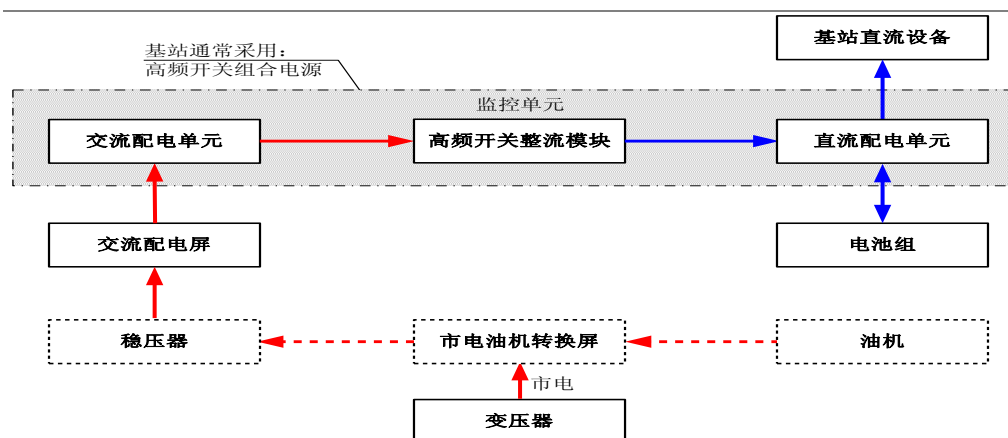 基站直流设备
基站通常采用：
高频开关组合电源
监控单元
交流配电单元
高频开关整流模块
直流配电单元
交流配电屏
电池组
稳压器
市电油机转换屏
油机
市电
变压器